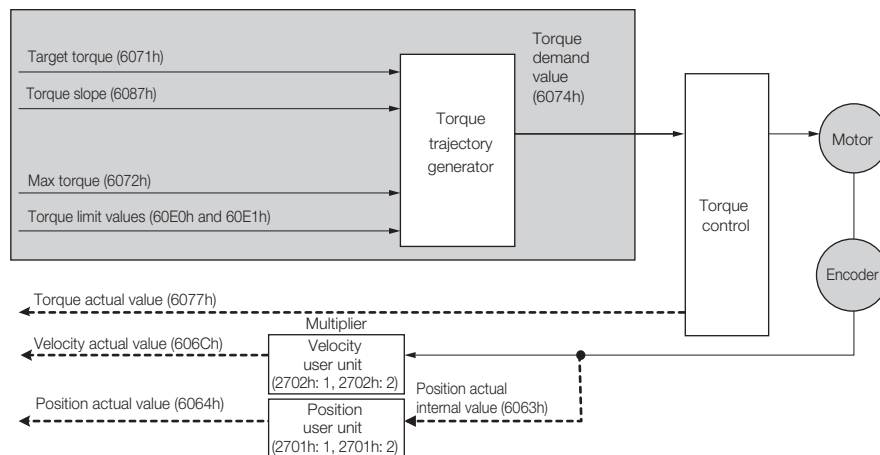 Target torque (6071h)
Torque slope (6087h)
Max torque (6072h)
Torque limit values (60E0h and 60E1h)
Torque
trajectory
generator
Torque
demand
value
(6074h)
Torque
control
Motor
Encoder
Torque actual value (6077h)
Multiplier
Velocity actual value (606Ch)
Velocity
user unit
(2702h: 1, 2702h: 2)
Position actual
internal value (6063h)
Position actual value (6064h)
Position
user unit
(2701h: 1, 2701h: 2)